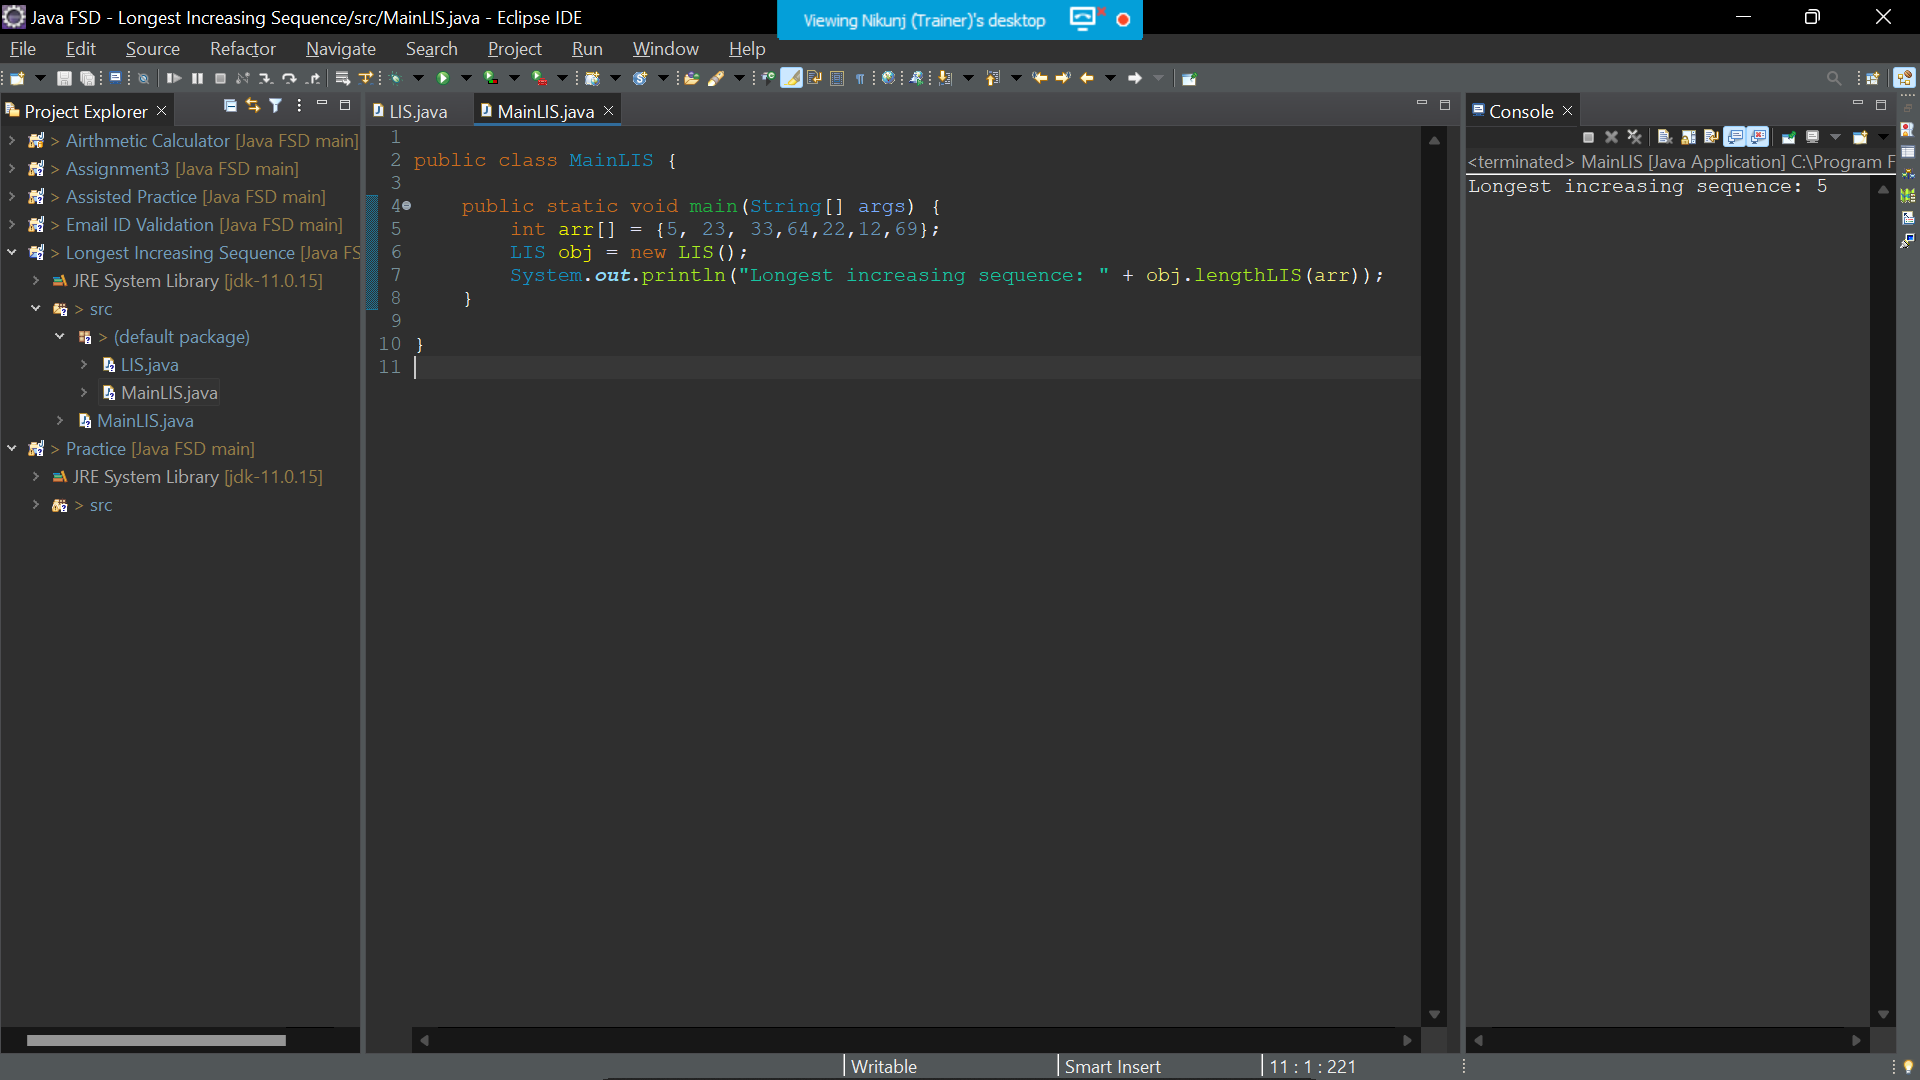 Java FSD - Longest Increasing Sequence/src/MainLIS.java - Eclipse IDE
Viewing Nikunj (Trainer)'s desktop
File Edit Source Refactor Navigate Search Project Run Window Help
Project Explorer
> Airthmetic Calculator [Java FSD main]
> Assignment3 [Java FSD main]
> Assisted Practice [Java FSD main]
> Email ID Validation [Java FSD main]
> Longest Increasing Sequence [Java FS
JRE System Library [jdk-11.0.15]
> src
> (default package)
LIS.java
MainLIS.java
MainLIS.java
> Practice [Java FSD main]
JRE System Library [jdk-11.0.15]
> src
LIS.java MainLIS.java
1
2 public class MainLIS {
3
4 public static void main(String[] args) {
5 int arr[] = {5, 23, 33,64,22,12,69};
6 LIS obj = new LIS();
7 System.out.println("Longest increasing sequence: " + obj.lengthLIS(arr));
8 }
9
10 }
11
Console
<terminated> MainLIS [Java Application] C:\Program F
Longest increasing sequence: 5
Writable Smart Insert 11 : 1 : 221